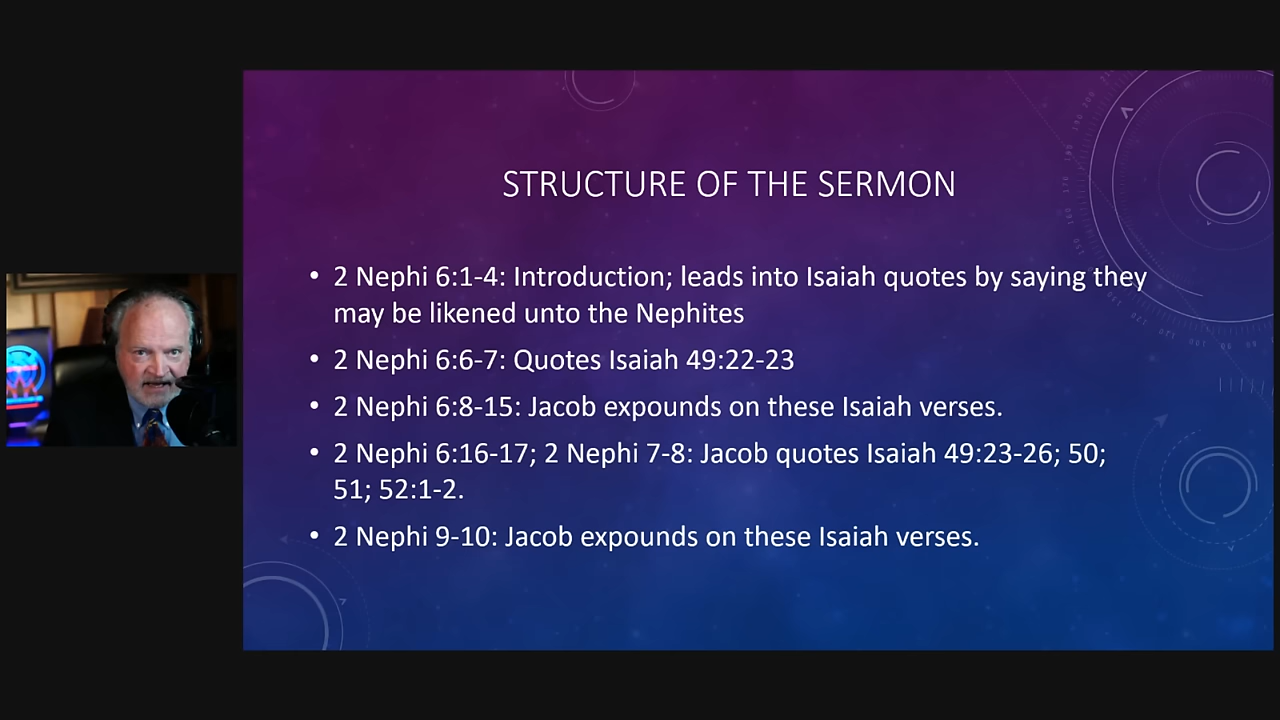 STRUCTURE OF THE SERMON
• 2 Nephi 6:1-4: Introduction; leads into Isaiah quotes by saying they
may be likened unto the Nephites
• 2 Nephi 6:6-7: Quotes Isaiah 49:22-23
• 2 Nephi 6:8-15: Jacob expounds on these Isaiah verses.
• 2 Nephi 6:16-17; 2 Nephi 7-8: Jacob quotes Isaiah 49:23-26; 50;
51; 52:1-2.
• 2 Nephi 9-10: Jacob expounds on these Isaiah verses.